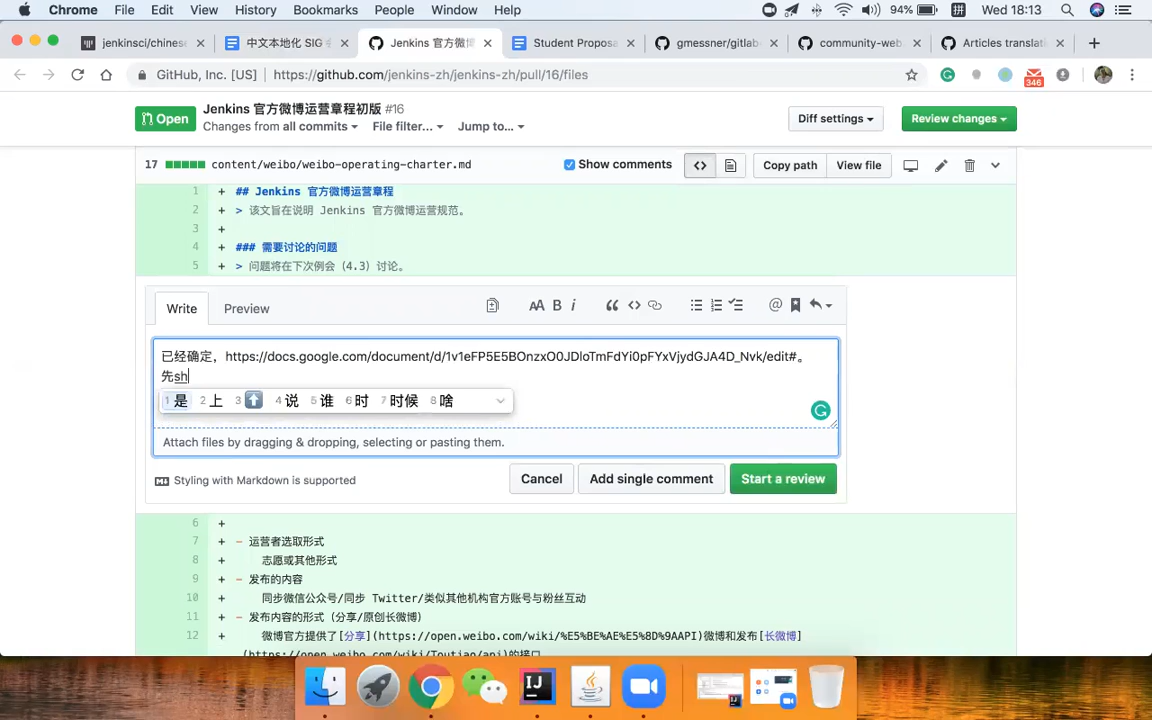 Chrome File Edit View History Bookmarks People Window Help 94% 拼 Wed 18:13
jenkinsci/chinese 中文本地化 SIG Jenkins 官方微博 Student Proposa gmessner/gitlab community-web Articles translati
GitHub, Inc. [US] https://github.com/jenkins-zh/jenkins-zh/pull/16/files 346
Open Jenkins 官方微博运营章程初版 #16
Changes from all commits File filter... Jump to... Diff settings Review changes
17 content/weibo/weibo-operating-charter.md Show comments Copy path View file
1 + ## Jenkins 官方微博运营章程
2 + > 该文旨在说明 Jenkins 官方微博运营规范。
3 +
4 + ### 需要讨论的问题
5 + > 问题将在下次例会（4.3）讨论。
Write Preview AA B i
已经确定，https://docs.google.com/document/d/1v1eFP5E5BOnzxO0JDloTmFdYi0pFYxVjydGJA4D_Nvk/edit#。
先sh
1 是 2 上 3 ⬆ 4 说 5 谁 6 时 7 时候 8 啥
Attach files by dragging & dropping, selecting or pasting them.
Styling with Markdown is supported Cancel Add single comment Start a review
6 +
7 + - 运营者选取形式
8 + 志愿或其他形式
9 + - 发布的内容
10 + 同步微信公众号/同步 Twitter/类似其他机构官方账号与粉丝互动
11 + - 发布内容的形式（分享/原创长微博）
12 + 微博官方提供了[分享](https://open.weibo.com/wiki/%E5%BE%AE%E5%8D%9AAPI)微博和发布[长微博]
(https://open.weibo.com/wiki/Toutiao/api)的接口